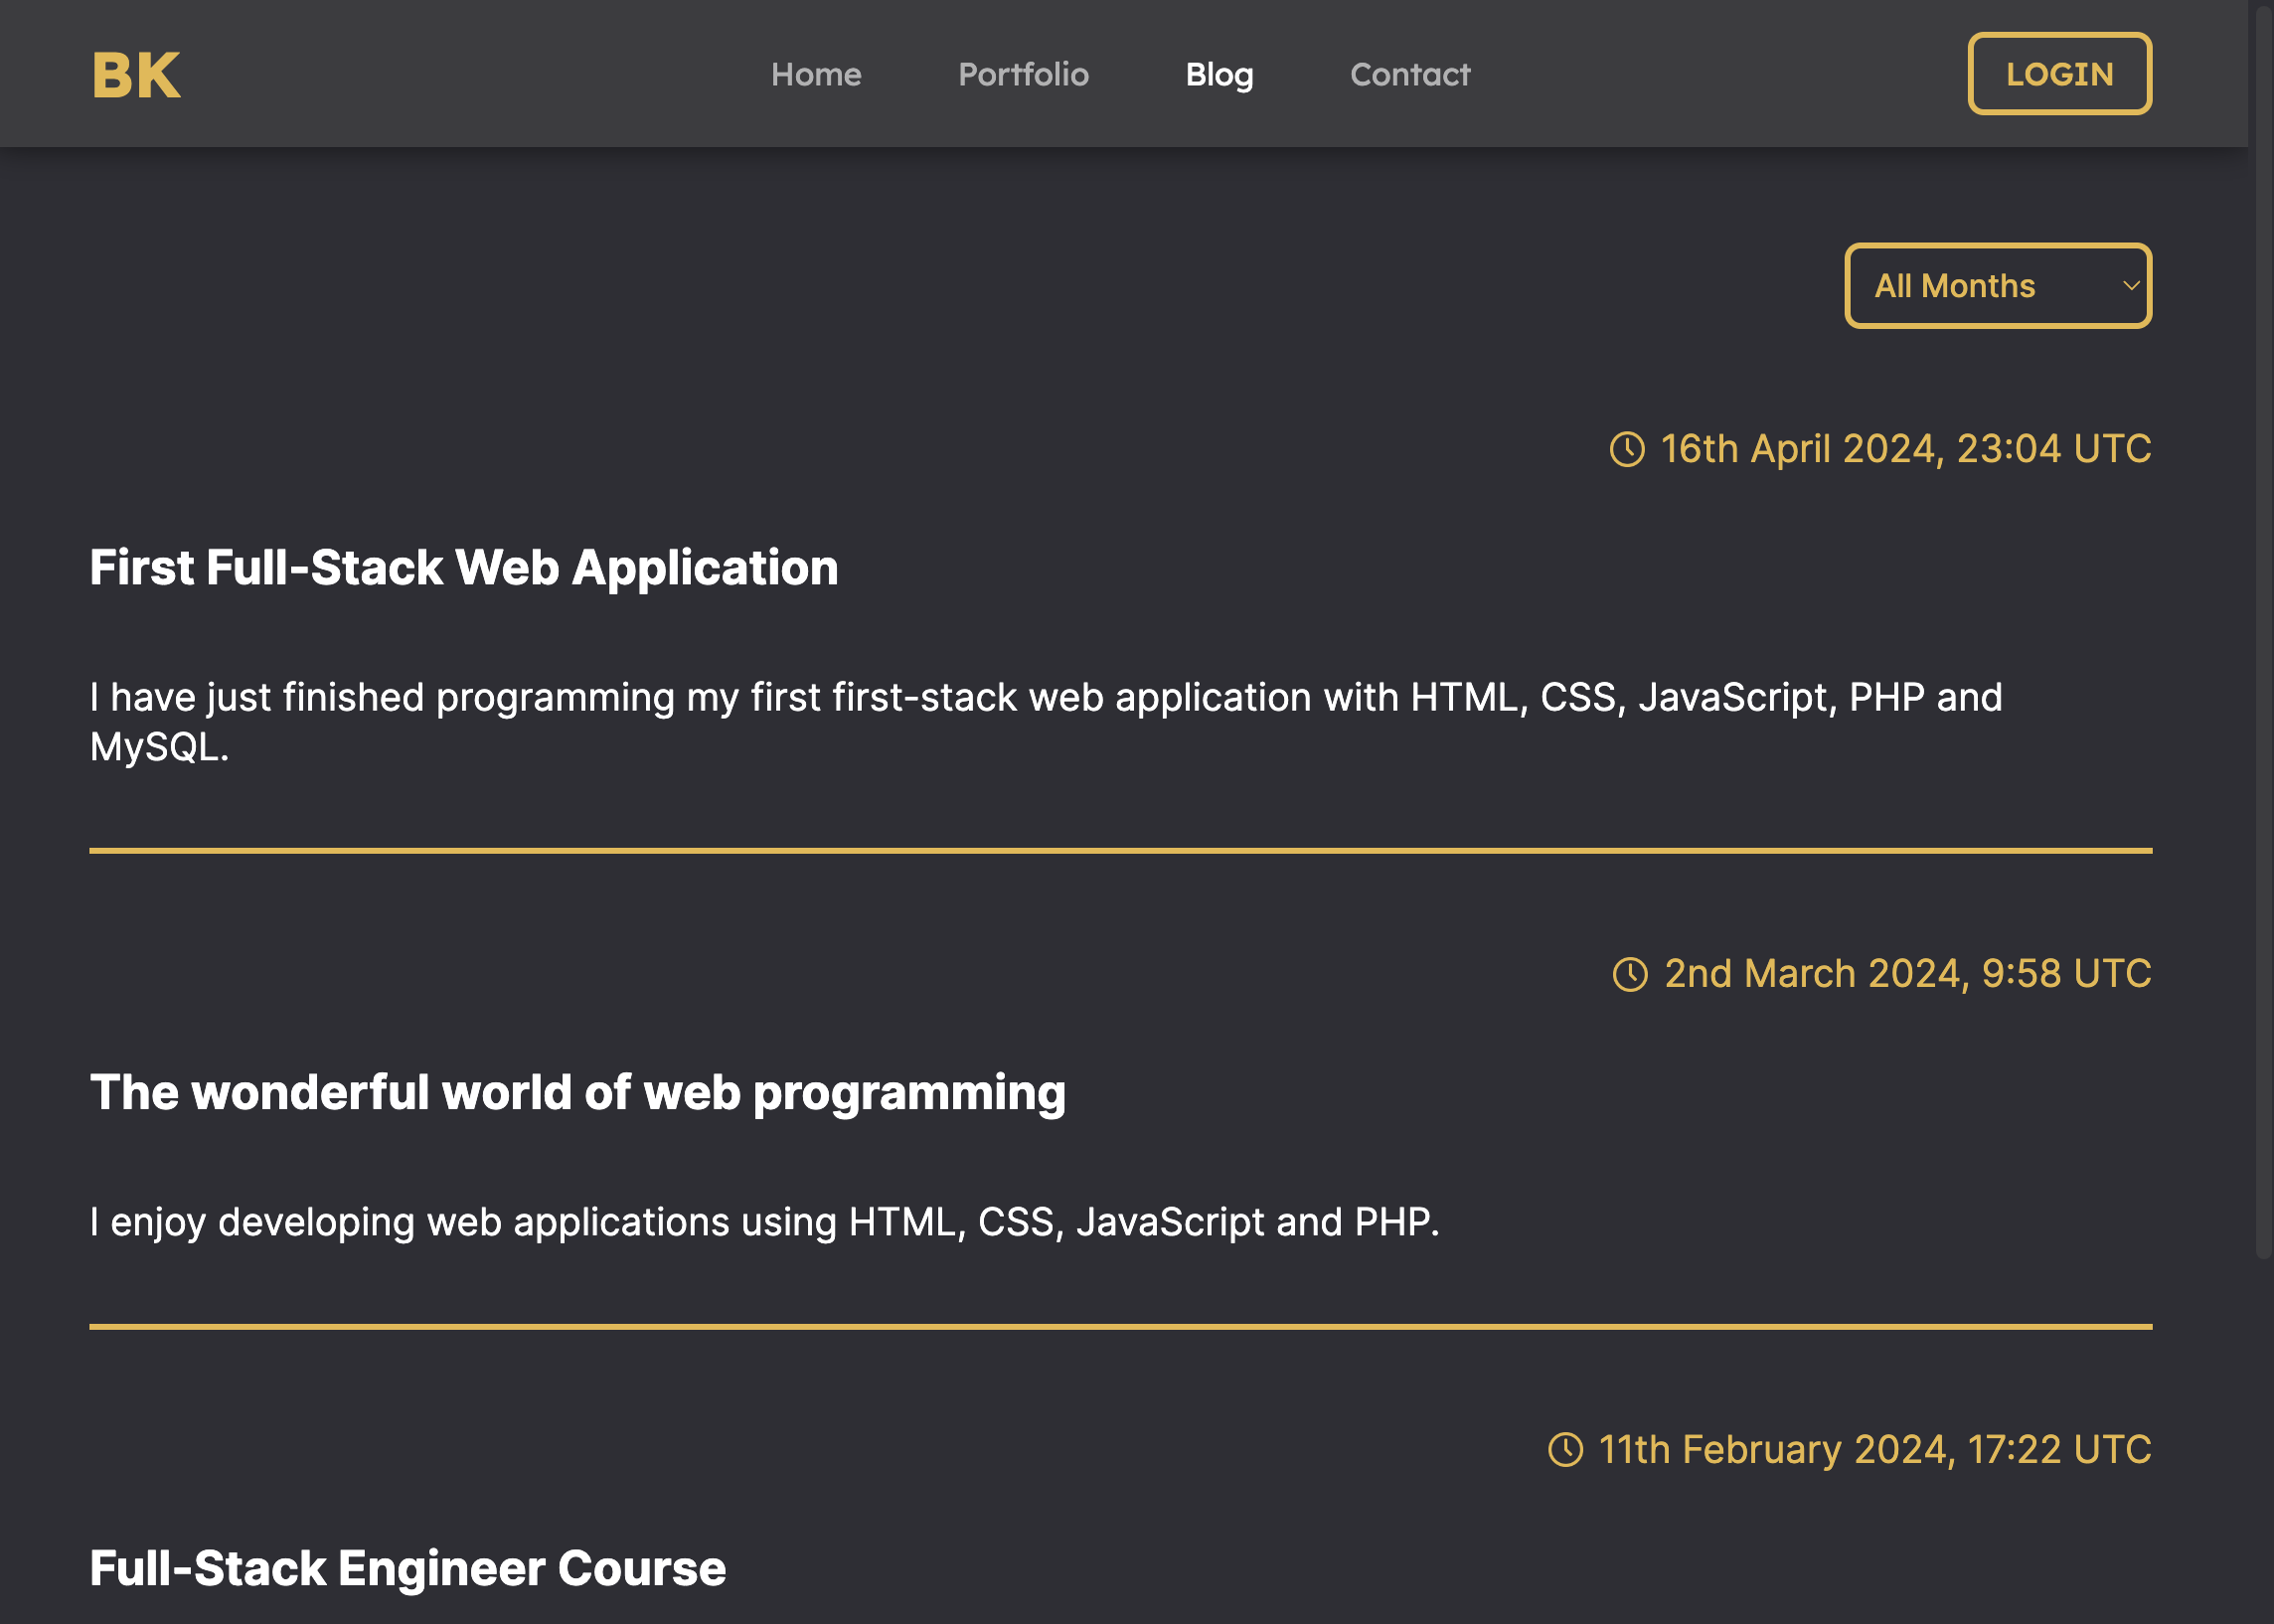 BK
Home
Portfolio
Blog
Contact
LOGIN
All Months
16th April 2024, 23:04 UTC
First Full-Stack Web Application
I have just finished programming my first first-stack web application with HTML, CSS, JavaScript, PHP and
MySQL.
2nd March 2024, 9:58 UTC
The wonderful world of web programming
I enjoy developing web applications using HTML, CSS, JavaScript and PHP.
11th February 2024, 17:22 UTC
Full-Stack Engineer Course